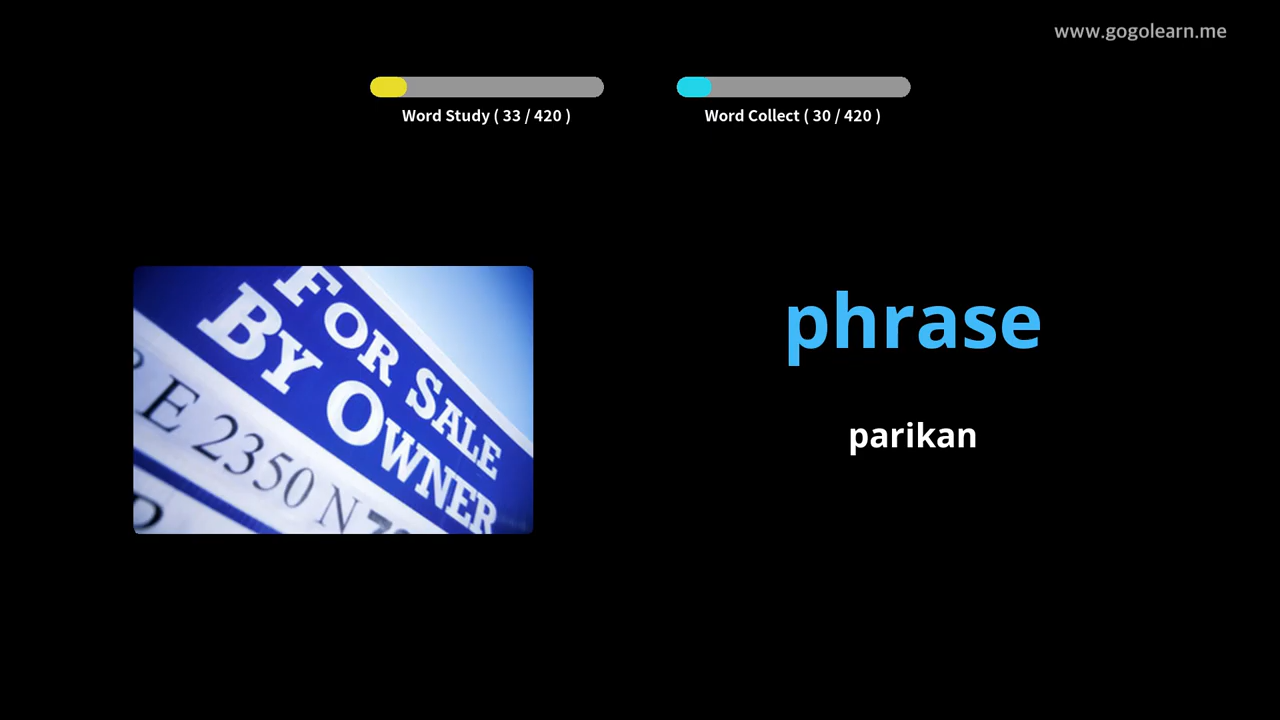 www.gogolearn.me
Word Study ( 33 / 420 )
Word Collect ( 30 / 420 )
FOR SALE
BY OWNER
E 2350 N
phrase
parikan